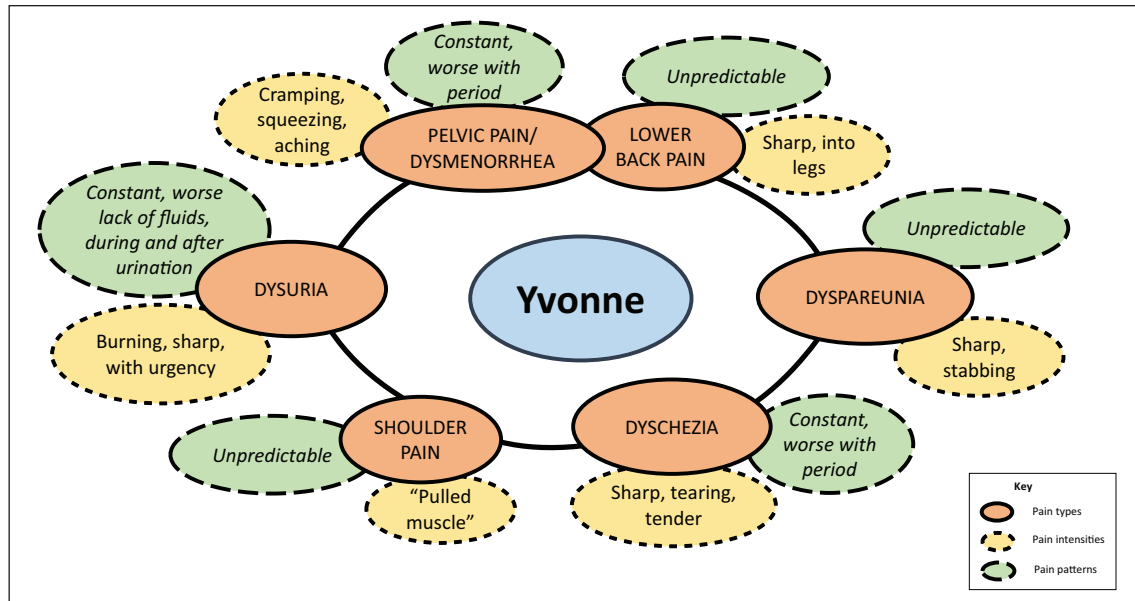 Constant,
worse with
period
Unpredictable
Cramping,
squeezing,
aching
PELVIC PAIN/
DYSMENORRHEA
LOWER
BACK PAIN
Sharp, into
legs
Constant, worse
lack of fluids,
during and after
urination
Unpredictable
DYSURIA
Yvonne
DYSPAREUNIA
Burning, sharp,
with urgency
Sharp,
stabbing
Unpredictable
SHOULDER
PAIN
DYSCHEZIA
Constant,
worse with
period
"Pulled
muscle"
Sharp, tearing,
tender
Key
Pain types
Pain intensities
Pain patterns